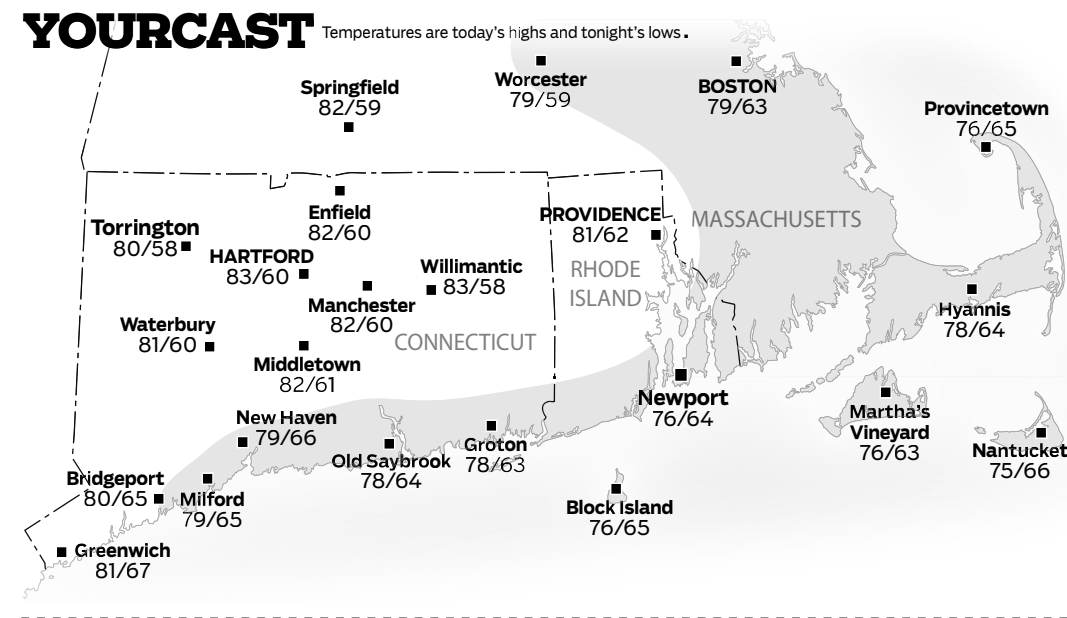 YOURCAST Temperatures are today's highs and tonight's lows.
Springfield
82/59
Worcester
79/59
BOSTON
79/63
Provincetown
76/65
Enfield
82/60
Torrington
80/58
HARTFORD
83/60
Willimantic
83/58
Manchester
82/60
PROVIDENCE
81/62
MASSACHUSETTS
RHODE
ISLAND
Hyannis
78/64
Waterbury
81/60
CONNECTICUT
Middletown
82/61
New Haven
79/66
Old Saybrook
78/64
Groton
78/63
Newport
76/64
Martha's
Vineyard
76/63
Nantucket
75/66
Bridgeport
80/65
Milford
79/65
Block Island
76/65
Greenwich
81/67